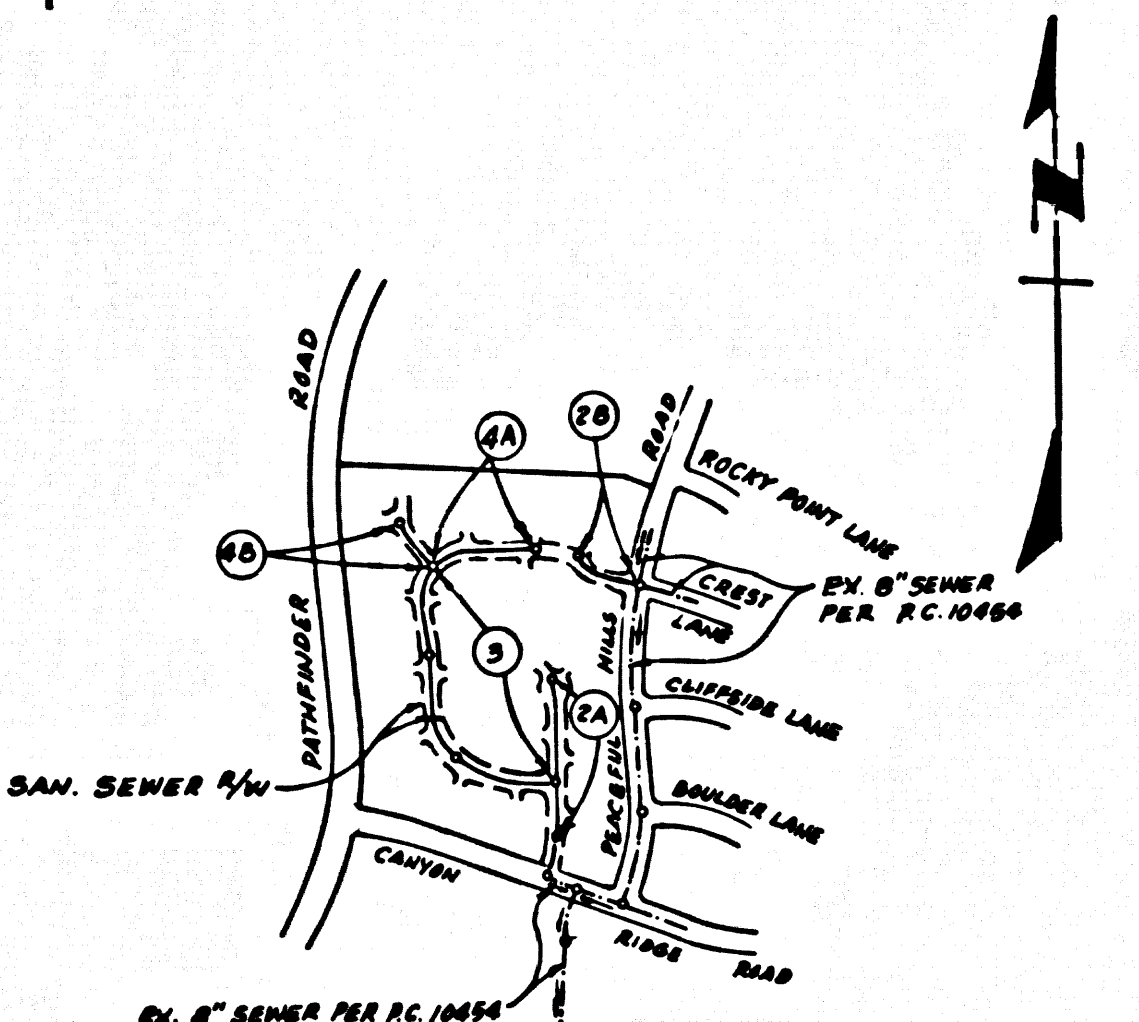 N
ROAD
PATHFINDER
4A
2B
ROAD
ROCKY POINT LANE
4B
CREST
LANE
EX. 8" SEWER
PER P.C. 10454
HILLS
3
CLIFFSIDE LANE
2A
PEACEFUL
SAN. SEWER R/W
BOULDER LANE
CANYON
RIDGE
ROAD
EX. 8" SEWER PER P.C. 10454